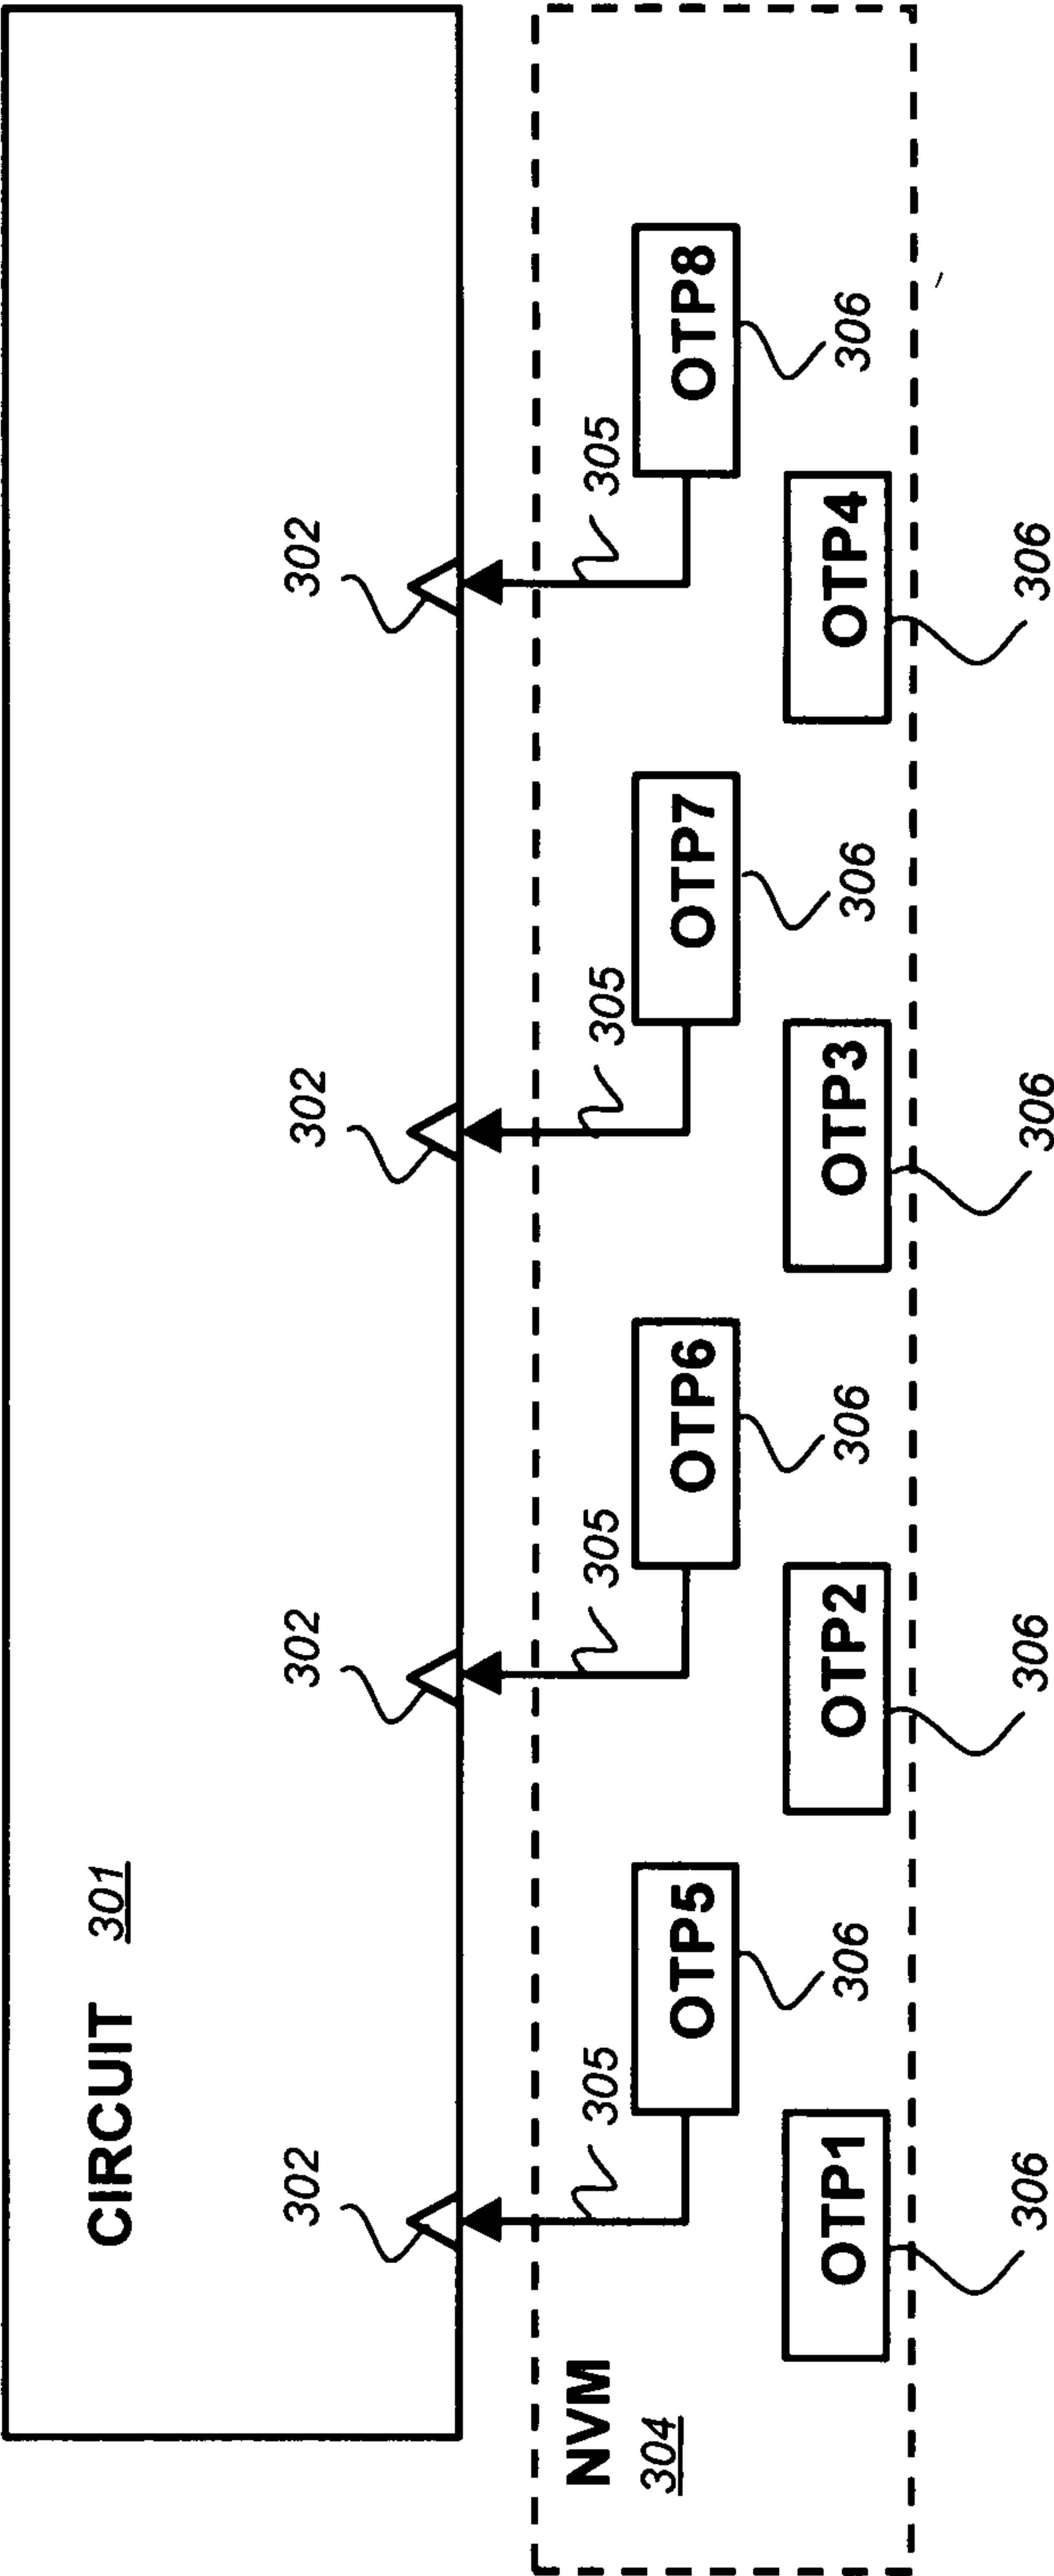 CIRCUIT 301
302 302 302 302
NVM 305 305 305 305
304
OTP5 OTP6 OTP7 OTP8
306 306 306 306
OTP1 OTP2 OTP3 OTP4
306 306 306 306